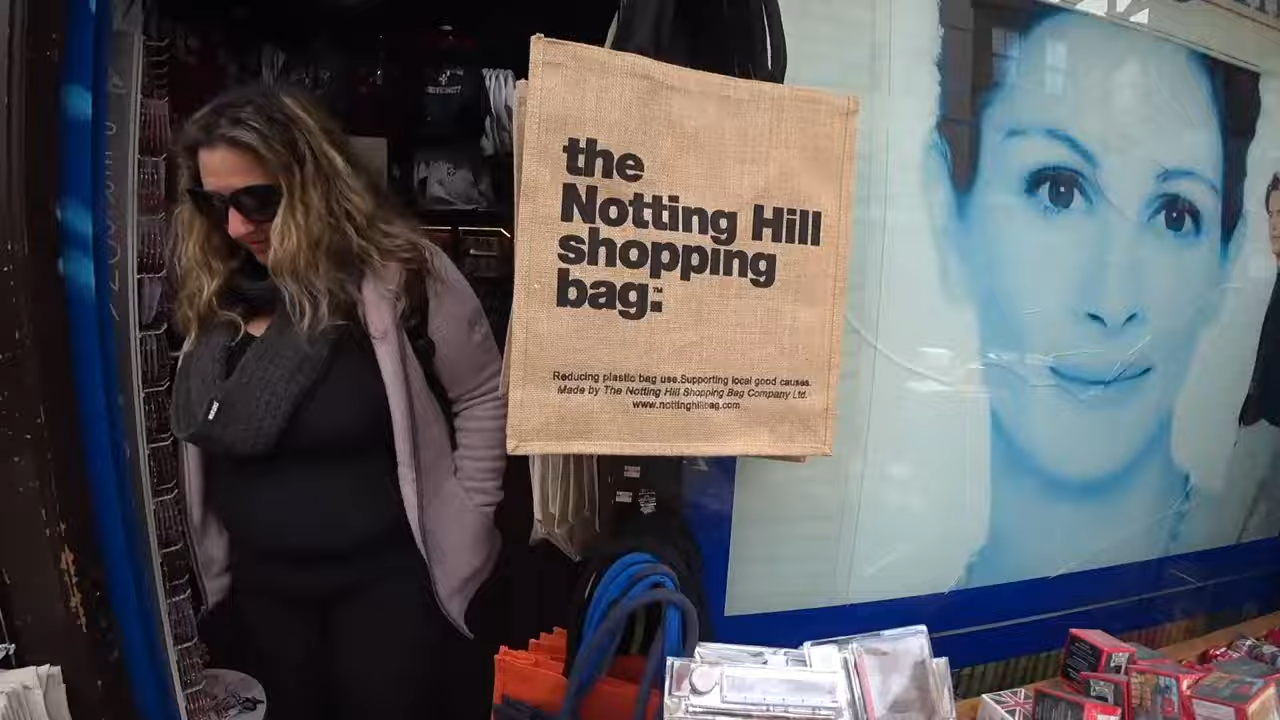 the
Notting Hill
shopping
bag.™
Reducing plastic bag use.Supporting local good causes.
Made by The Notting Hill Shopping Bag Company Ltd.
www.nottinghillbag.com